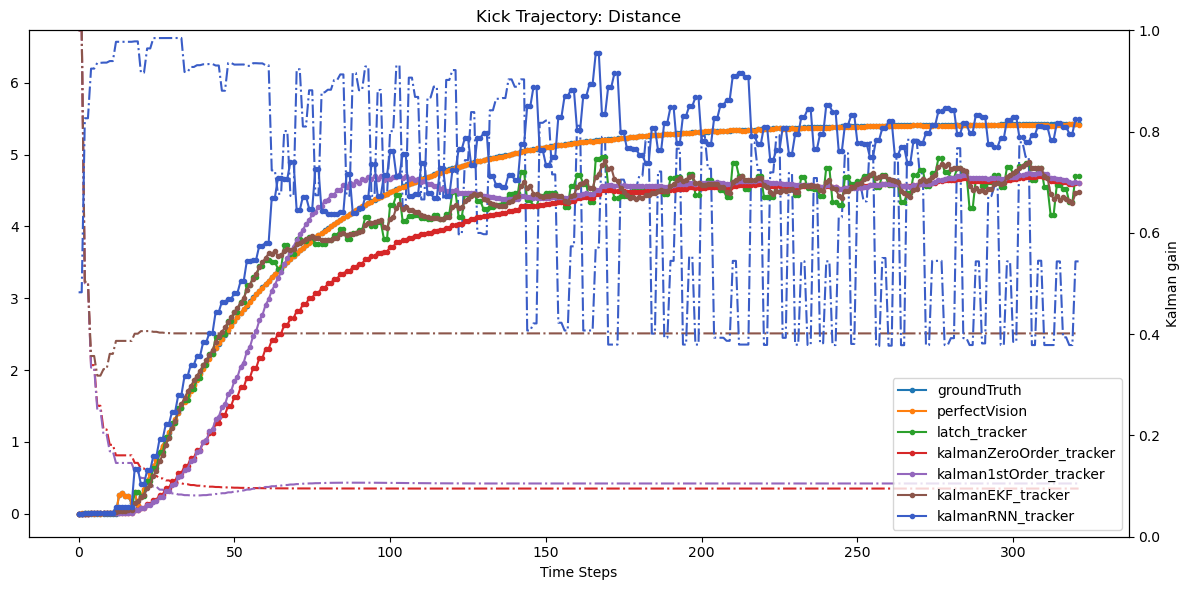 Kick Trajectory: Distance
6
5
4
3
2
1
0
1.0
0.8
0.6
0.4
0.2
0.0
Kalman gain
groundTruth
perfectVision
latch_tracker
kalmanZeroOrder_tracker
kalman1stOrder_tracker
kalmanEKF_tracker
kalmanRNN_tracker
0 50 100 150 200 250 300
Time Steps